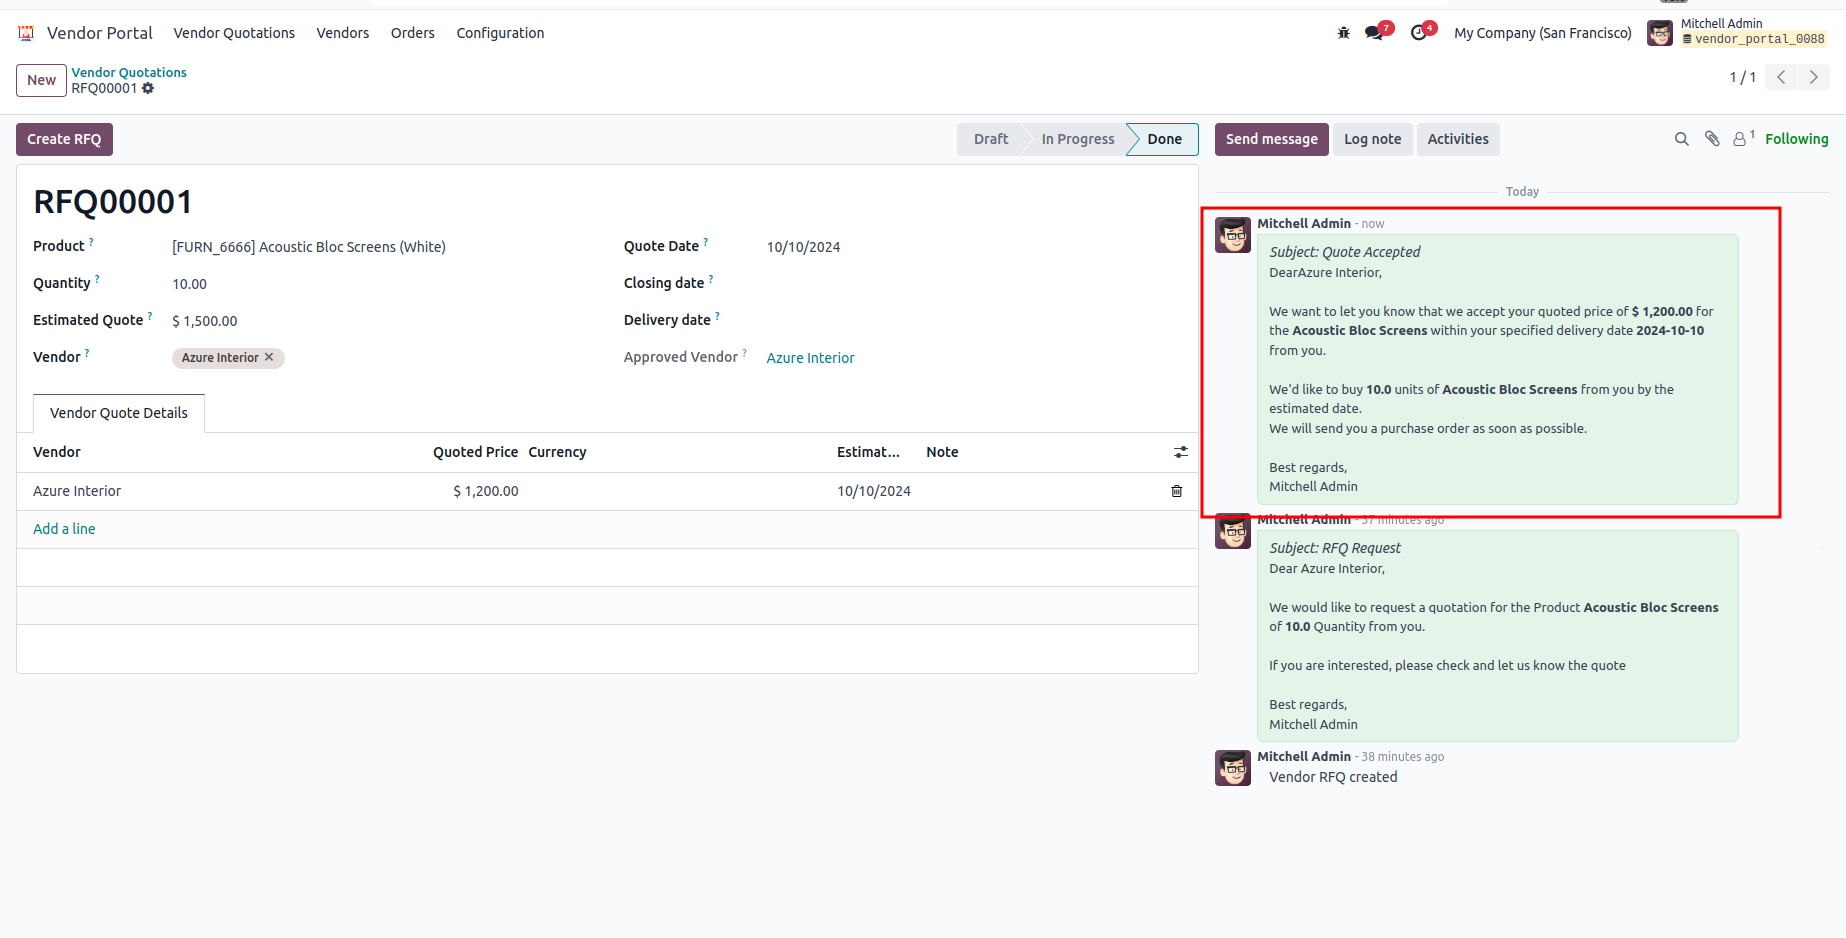 Vendor Portal Vendor Quotations Vendors Orders Configuration 7 4 My Company (San Francisco) Mitchell Admin
vendor_portal_0088
New Vendor Quotations
RFQ00001
1 / 1
Create RFQ Draft In Progress Done Send message Log note Activities 1 Following
RFQ00001
Product ? [FURN_6666] Acoustic Bloc Screens (White) Quote Date ? 10/10/2024
Quantity ? 10.00 Closing date ?
Estimated Quote ? $ 1,500.00 Delivery date ?
Vendor ? Azure Interior ✕ Approved Vendor ? Azure Interior
Vendor Quote Details
Vendor Quoted Price Currency Estimat... Note
Azure Interior $ 1,200.00 10/10/2024
Add a line
Today
Mitchell Admin - now
Subject: Quote Accepted
DearAzure Interior,
We want to let you know that we accept your quoted price of $ 1,200.00 for
the Acoustic Bloc Screens within your specified delivery date 2024-10-10
from you.
We'd like to buy 10.0 units of Acoustic Bloc Screens from you by the
estimated date.
We will send you a purchase order as soon as possible.
Best regards,
Mitchell Admin
Mitchell Admin - 37 minutes ago
Subject: RFQ Request
Dear Azure Interior,
We would like to request a quotation for the Product Acoustic Bloc Screens
of 10.0 Quantity from you.
If you are interested, please check and let us know the quote
Best regards,
Mitchell Admin
Mitchell Admin - 38 minutes ago
Vendor RFQ created